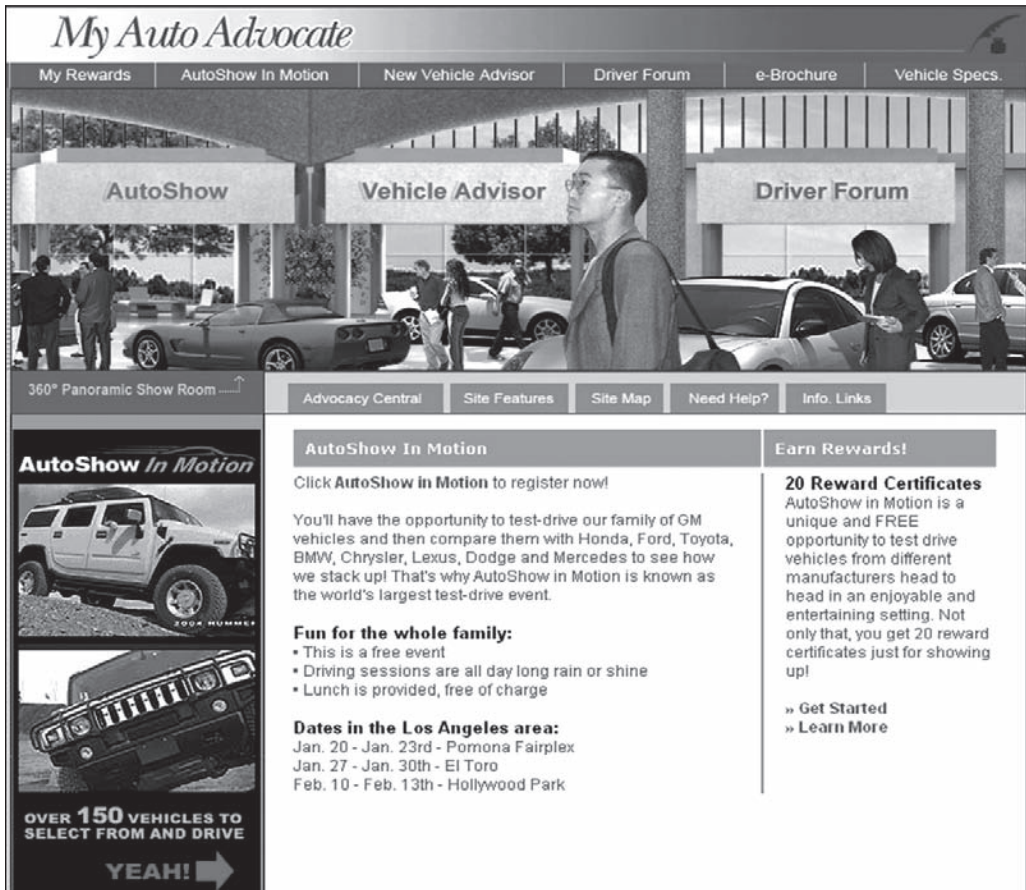 My Auto Advocate
My Rewards
AutoShow In Motion
New Vehicle Advisor
Driver Forum
e-Brochure
Vehicle Specs.
AutoShow
Vehicle Advisor
Driver Forum
360° Panoramic Show Room
Advocacy Central
Site Features
Site Map
Need Help?
Info. Links
AutoShow In Motion
2004 HUMMER
OVER 150 VEHICLES TO
SELECT FROM AND DRIVE
YEAH!
AutoShow In Motion
Click AutoShow in Motion to register now!
You'll have the opportunity to test-drive our family of GM
vehicles and then compare them with Honda, Ford, Toyota,
BMW, Chrysler, Lexus, Dodge and Mercedes to see how
we stack up! That's why AutoShow in Motion is known as
the world's largest test-drive event.
Fun for the whole family:
• This is a free event
• Driving sessions are all day long rain or shine
• Lunch is provided, free of charge
Dates in the Los Angeles area:
Jan. 20 - Jan. 23rd - Pomona Fairplex
Jan. 27 - Jan. 30th - El Toro
Feb. 10 - Feb. 13th - Hollywood Park
Earn Rewards!
20 Reward Certificates
AutoShow in Motion is a
unique and FREE
opportunity to test drive
vehicles from different
manufacturers head to
head in an enjoyable and
entertaining setting. Not
only that, you get 20 reward
certificates just for showing
up!
» Get Started
» Learn More